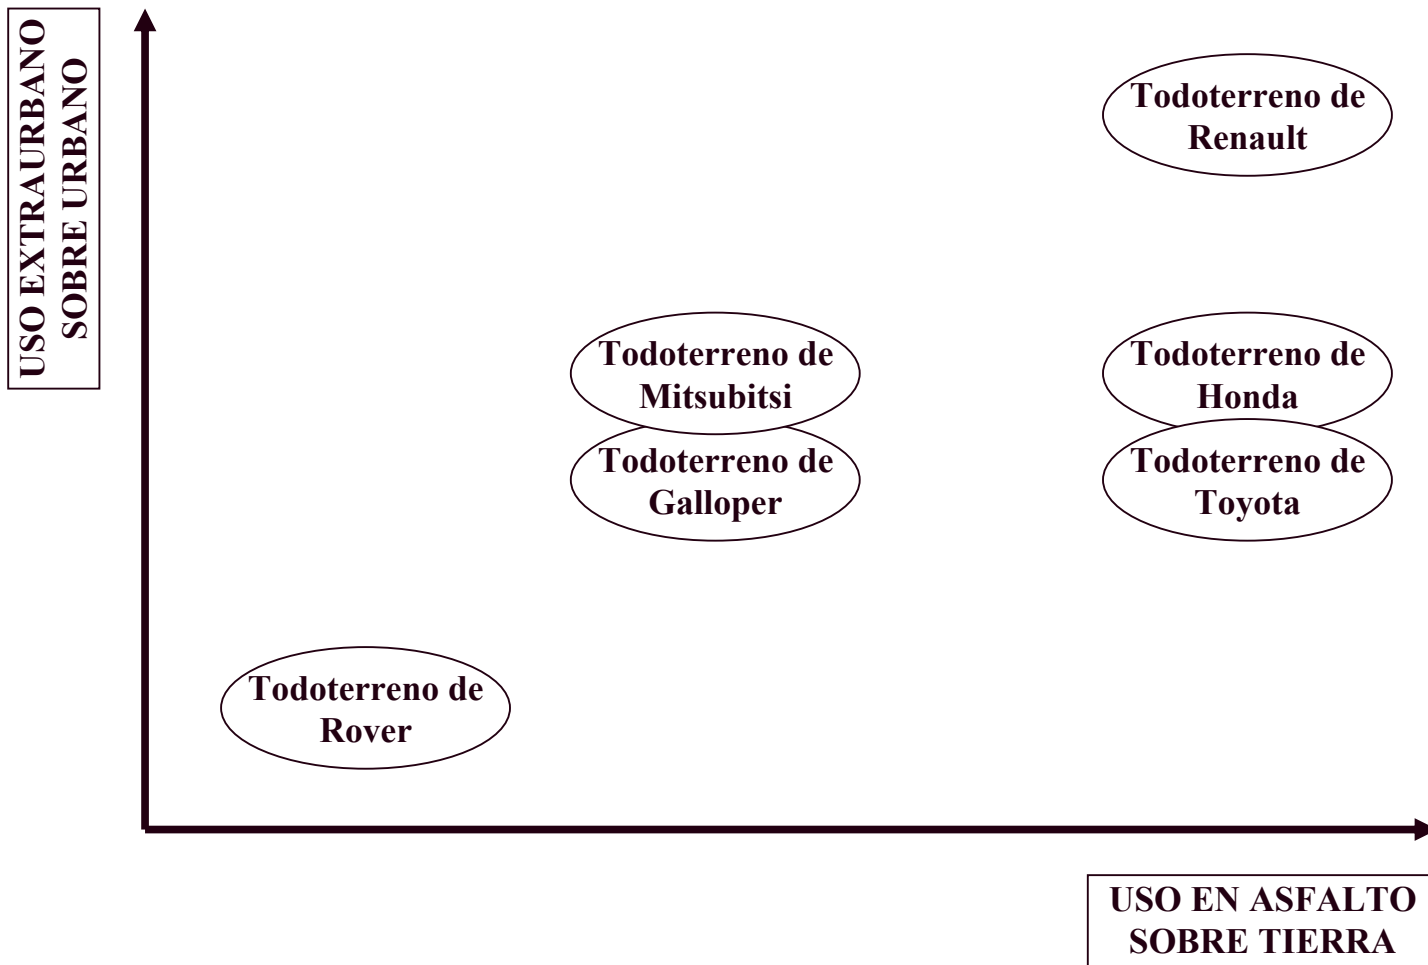 USO EXTRAURBANO
SOBRE URBANO
Todoterreno de
Renault
Todoterreno de
Mitsubitsi
Todoterreno de
Honda
Todoterreno de
Galloper
Todoterreno de
Toyota
Todoterreno de
Rover
USO EN ASFALTO
SOBRE TIERRA